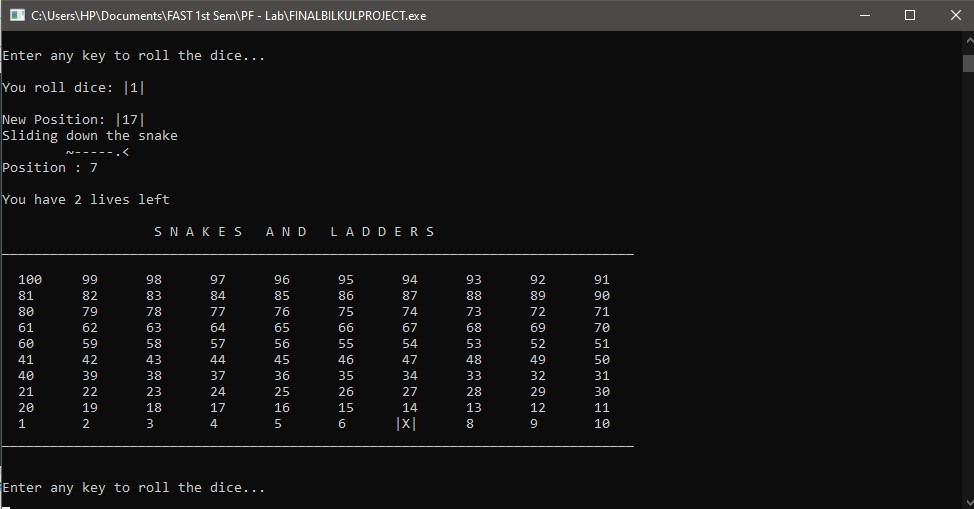 C:\Users\HP\Documents\FAST 1st Sem\PF - Lab\FINALBILKULPROJECT.exe
Enter any key to roll the dice...
You roll dice: |1|
New Position: |17|
Sliding down the snake
~-----.<
Position : 7
You have 2 lives left
S N A K E S   A N D   L A D D E R S
100 99 98 97 96 95 94 93 92 91
81 82 83 84 85 86 87 88 89 90
80 79 78 77 76 75 74 73 72 71
61 62 63 64 65 66 67 68 69 70
60 59 58 57 56 55 54 53 52 51
41 42 43 44 45 46 47 48 49 50
40 39 38 37 36 35 34 33 32 31
21 22 23 24 25 26 27 28 29 30
20 19 18 17 16 15 14 13 12 11
1 2 3 4 5 6 |X| 8 9 10
Enter any key to roll the dice...